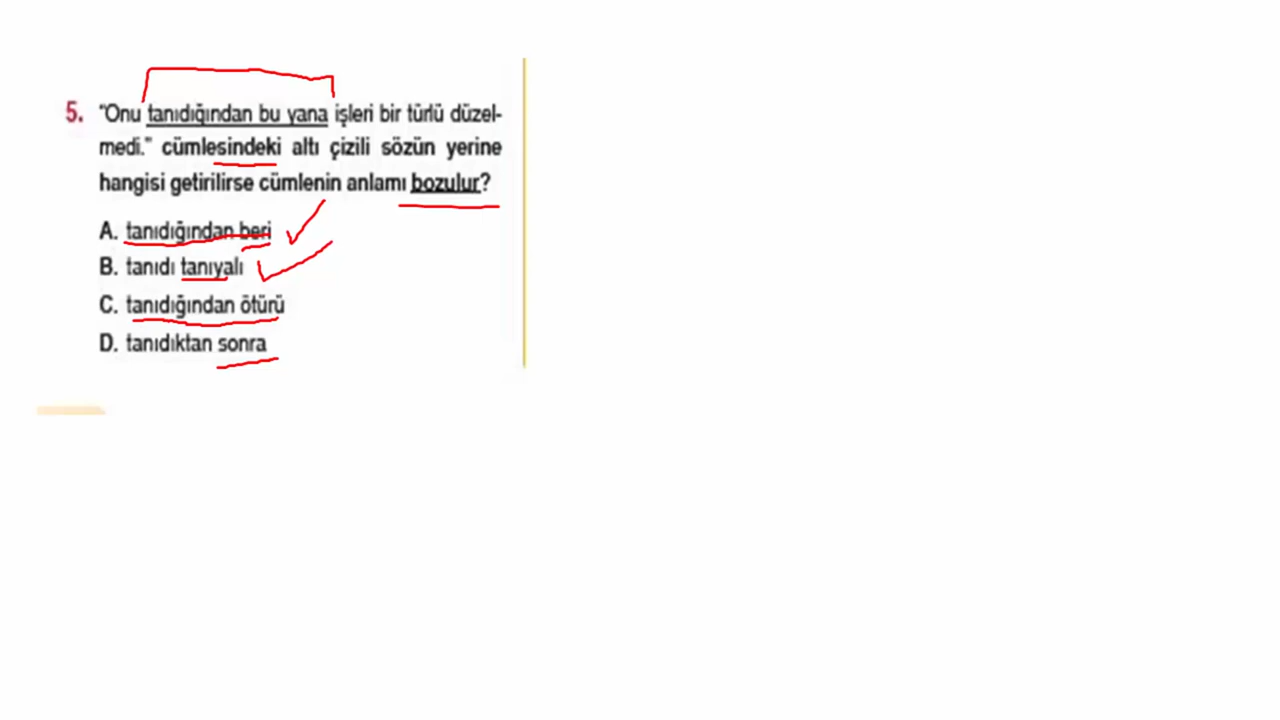 5. "Onu tanıdığından bu yana işleri bir türlü düzel-
medi." cümlesindeki altı çizili sözün yerine
hangisi getirilirse cümlenin anlamı bozulur?
A. tanıdığından beri
B. tanıdı tanıyalı
C. tanıdığından ötürü
D. tanıdıktan sonra